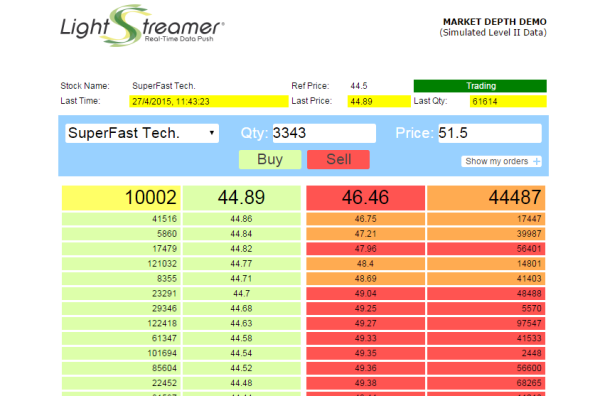 LightStreamer®
Real-Time Data Push
MARKET DEPTH DEMO
(Simulated Level II Data)
Stock Name: SuperFast Tech. Ref Price: 44.5 Trading
Last Time: 27/4/2015, 11:43:23 Last Price: 44.89 Last Qty: 61614
SuperFast Tech. Qty: 3343 Price: 51.5
Buy Sell Show my orders +
10002 44.89 46.46 44487
41516 44.86 46.75 17447
5860 44.84 47.21 39987
17479 44.82 47.96 56401
121032 44.77 48.4 14801
8355 44.71 48.69 41403
23291 44.7 49.04 48488
29346 44.68 49.25 5570
122418 44.63 49.27 97547
61347 44.58 49.33 41533
101694 44.54 49.35 2448
85604 44.52 49.36 56600
22452 44.48 49.38 68265